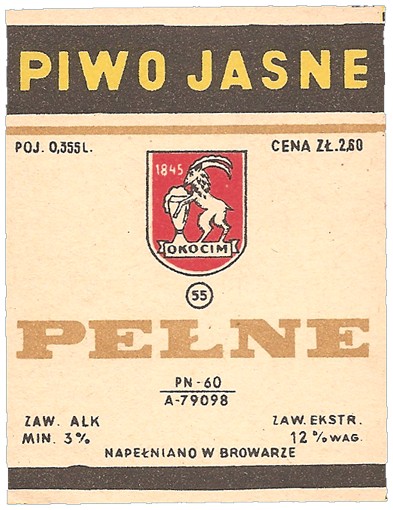 PIWO JASNE
POJ. 0,355L.
CENA ZŁ. 2,60
1845
OKOCIM
55
PEŁNE
PN-60
A-79098
ZAW. ALK
MIN. 3%
ZAW. EKSTR.
12% WAG.
NAPEŁNIANO W BROWARZE